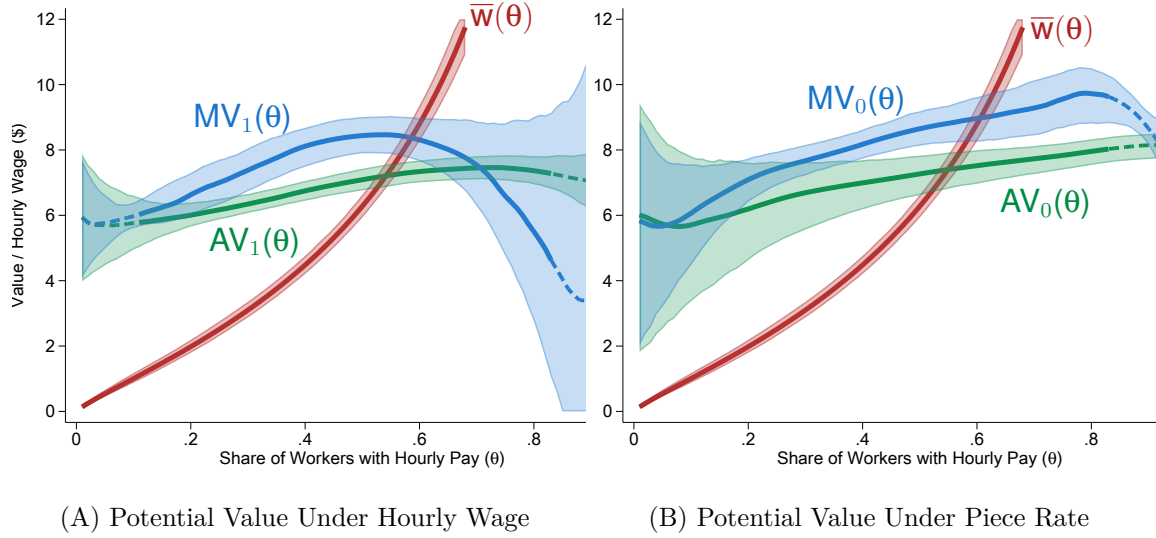 w̅(θ)
MV₁(θ)
AV₁(θ)
Value / Hourly Wage ($)
12
10
8
6
4
2
0
0 .2 .4 .6 .8
Share of Workers with Hourly Pay (θ)
(A) Potential Value Under Hourly Wage
w̅(θ)
MV₀(θ)
AV₀(θ)
12
10
8
6
4
2
0
0 .2 .4 .6 .8
Share of Workers with Hourly Pay (θ)
(B) Potential Value Under Piece Rate